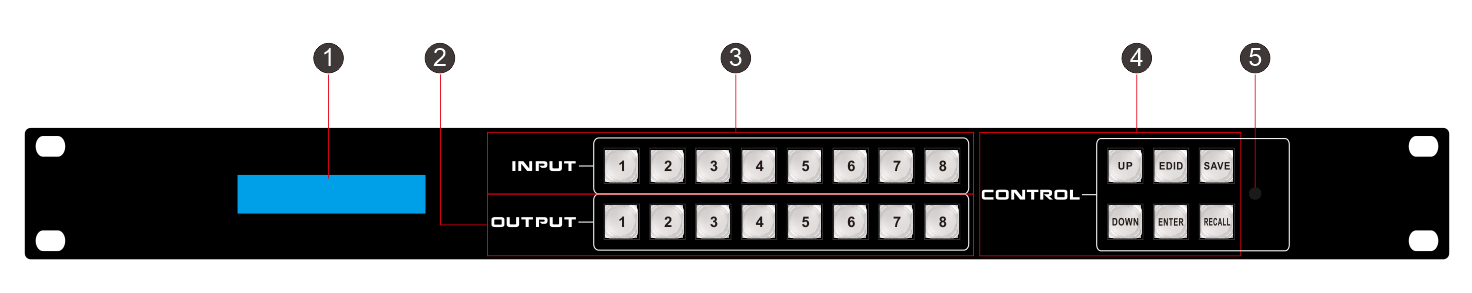 1 2 3 4 5
INPUT 1 2 3 4 5 6 7 8
OUTPUT 1 2 3 4 5 6 7 8
CONTROL
UP EDID SAVE
DOWN ENTER RECALL